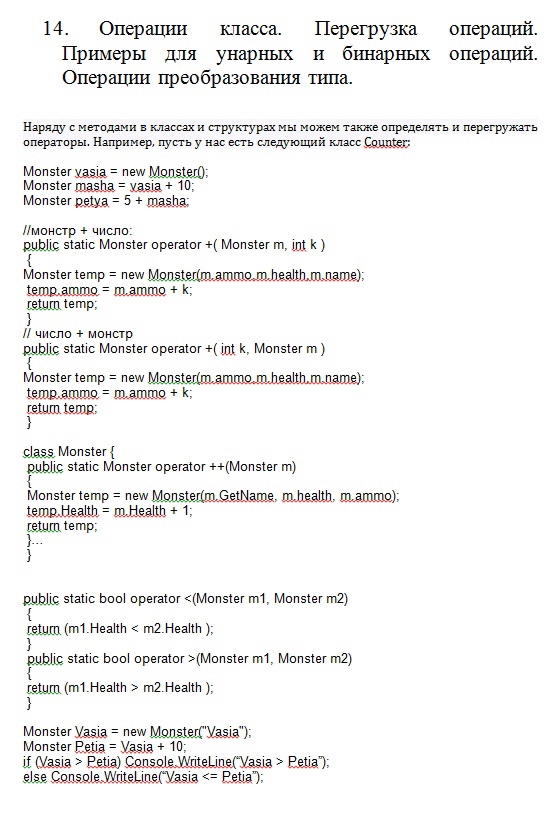 14. Операции класса. Перегрузка операций.
Примеры для унарных и бинарных операций.
Операции преобразования типа.
Наряду с методами в классах и структурах мы можем также определять и перегружать
операторы. Например, пусть у нас есть следующий класс Counter:
Monster vasia = new Monster();
Monster masha = vasia + 10;
Monster petya = 5 + masha;
//монстр + число:
public static Monster operator +( Monster m, int k )
{
Monster temp = new Monster(m.ammo,m.health,m.name);
temp.ammo = m.ammo + k;
return temp;
}
// число + монстр
public static Monster operator +( int k, Monster m )
{
Monster temp = new Monster(m.ammo,m.health,m.name);
temp.ammo = m.ammo + k;
return temp;
}
class Monster {
public static Monster operator ++(Monster m)
{
Monster temp = new Monster(m.GetName, m.health, m.ammo);
temp.Health = m.Health + 1;
return temp;
}...
}
public static bool operator <(Monster m1, Monster m2)
{
return (m1.Health < m2.Health );
}
public static bool operator >(Monster m1, Monster m2)
{
return (m1.Health > m2.Health );
}
Monster Vasia = new Monster("Vasia");
Monster Petia = Vasia + 10;
if (Vasia > Petia) Console.WriteLine(“Vasia > Petia”);
else Console.WriteLine(“Vasia <= Petia”);